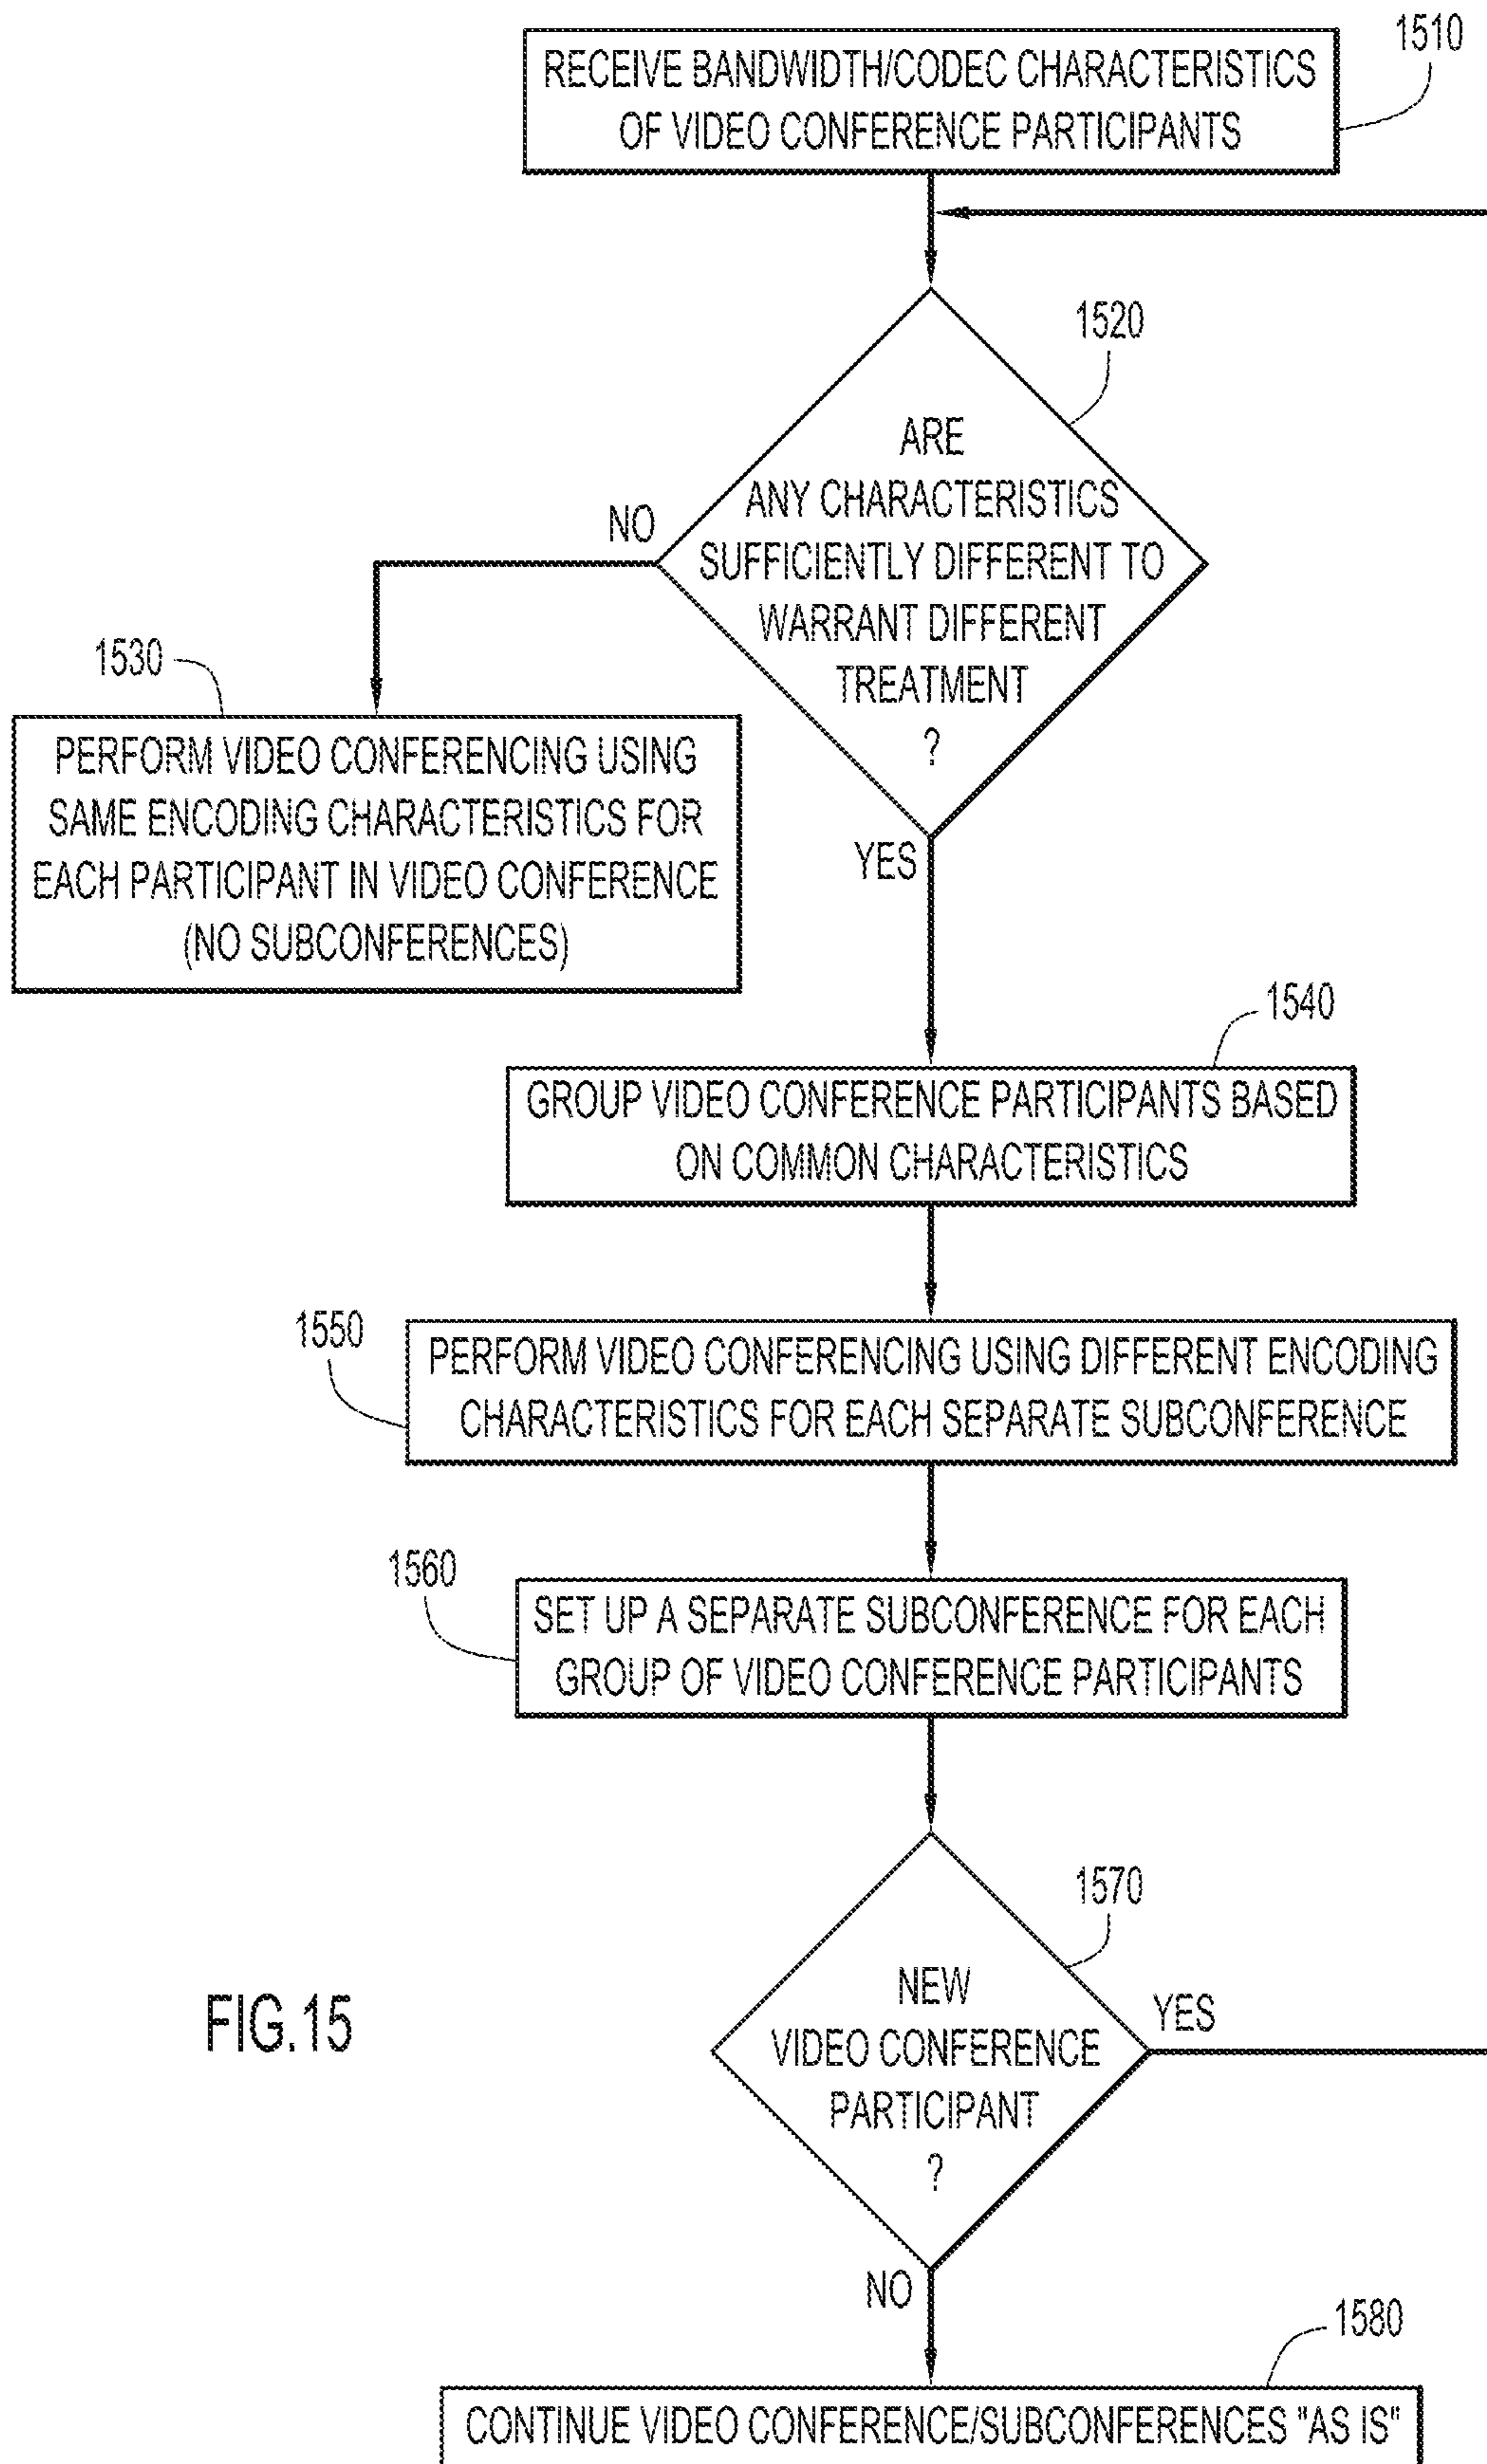 1510
RECEIVE BANDWIDTH/CODEC CHARACTERISTICS
OF VIDEO CONFERENCE PARTICIPANTS
1520
ARE
ANY CHARACTERISTICS
SUFFICIENTLY DIFFERENT TO
WARRANT DIFFERENT
TREATMENT
?
NO
YES
1530
PERFORM VIDEO CONFERENCING USING
SAME ENCODING CHARACTERISTICS FOR
EACH PARTICIPANT IN VIDEO CONFERENCE
(NO SUBCONFERENCES)
1540
GROUP VIDEO CONFERENCE PARTICIPANTS BASED
ON COMMON CHARACTERISTICS
1550
PERFORM VIDEO CONFERENCING USING DIFFERENT ENCODING
CHARACTERISTICS FOR EACH SEPARATE SUBCONFERENCE
1560
SET UP A SEPARATE SUBCONFERENCE FOR EACH
GROUP OF VIDEO CONFERENCE PARTICIPANTS
1570
NEW
VIDEO CONFERENCE
PARTICIPANT
?
YES
NO
FIG.15
1580
CONTINUE VIDEO CONFERENCE/SUBCONFERENCES "AS IS"